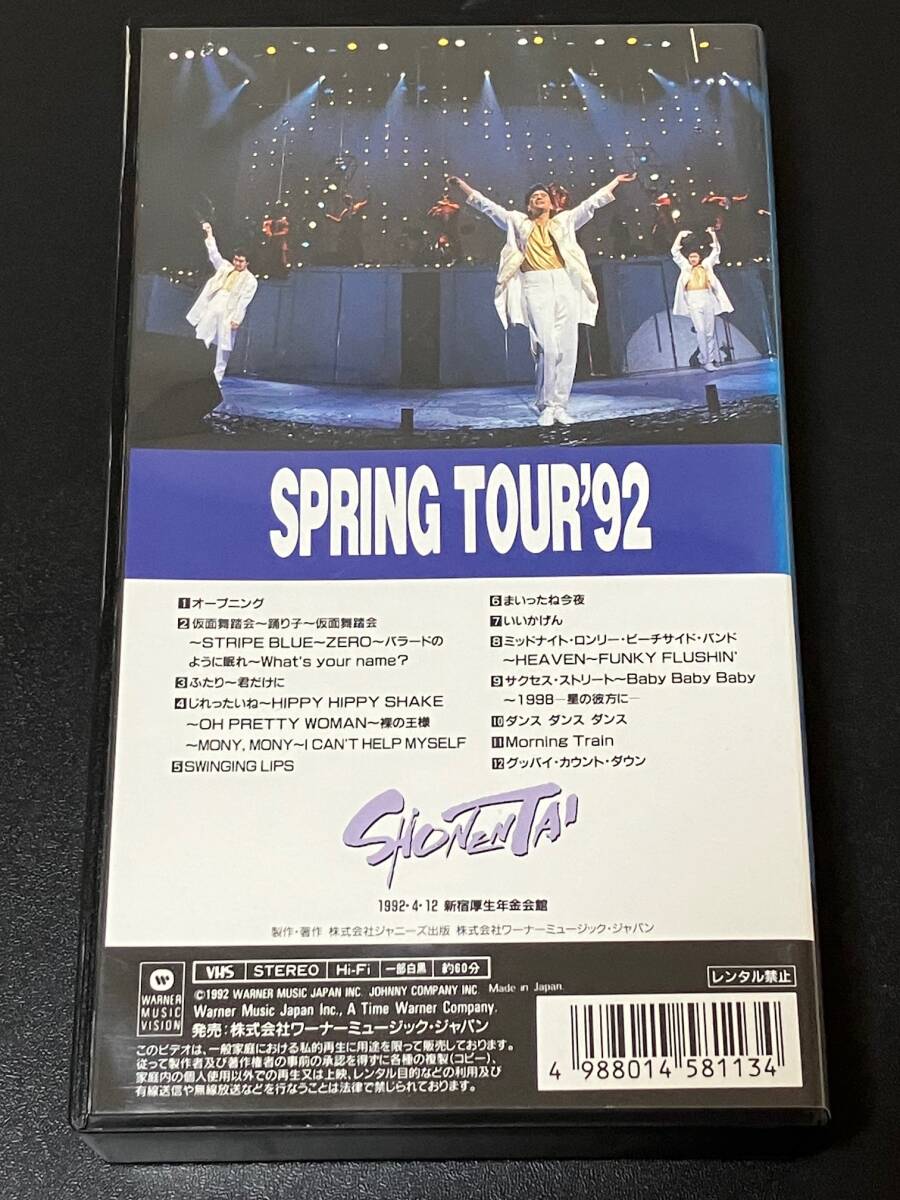 SPRING TOUR'92
1オープニング
2仮面舞踏会〜踊り子〜仮面舞踏会
〜STRIPE BLUE〜ZERO〜バラードの
ように眠れ〜What's your name?
3ふたり〜君だけに
4じれったいね〜HIPPY HIPPY SHAKE
〜OH PRETTY WOMAN〜裸の王様
〜MONY, MONY〜I CAN'T HELP MYSELF
5SWINGING LIPS
6まいったね今夜
7いいかげん
8ミッドナイト・ロンリー・ビーチサイド・バンド
〜HEAVEN〜FUNKY FLUSHIN'
9サクセス・ストリート〜Baby Baby Baby
〜1998―星の彼方に―
10ダンス ダンス ダンス
11Morning Train
12グッバイ・カウント・ダウン
SHONENTAI
1992・4・12 新宿厚生年金会館
製作・著作 株式会社ジャニーズ出版 株式会社ワーナーミュージック・ジャパン
WARNER
MUSIC
VISION
VHS STEREO Hi-Fi 一部白黒 約60分
©1992 WARNER MUSIC JAPAN INC. JOHNNY COMPANY INC. Made in Japan.
Warner Music Japan Inc., A Time Warner Company.
発売:株式会社ワーナーミュージック・ジャパン
このビデオは、一般家庭における私的再生に用途を限って販売しております。
従って製作者及び著作権者の事前の承認を得ずに各種の複製(コピー)、
家庭内の個人使用以外での再生又は上映、レンタル目的などの利用及び
有線送信や無線放送などを行なうことは法律で禁じられております。
レンタル禁止
4 988014 581134